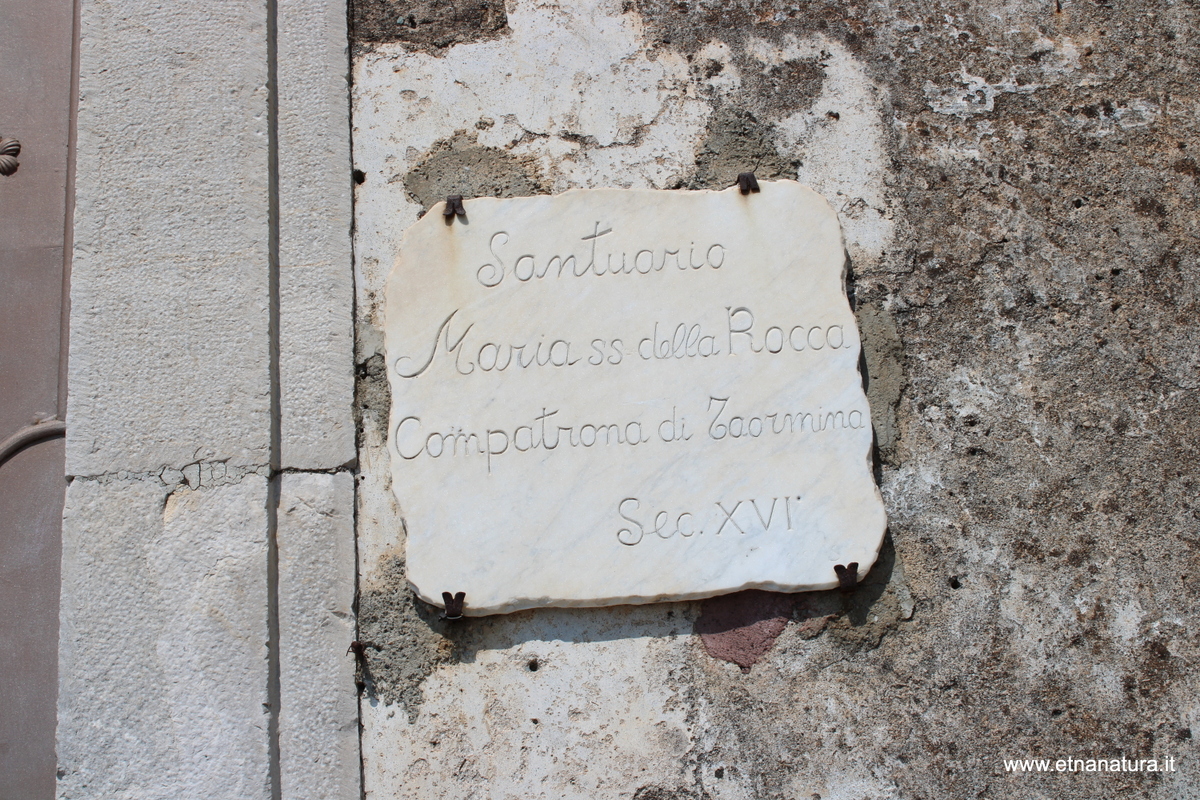 Santuario
Maria ss della Rocca
Compatrona di Taormina
Sec. XVI
www.etnanatura.it